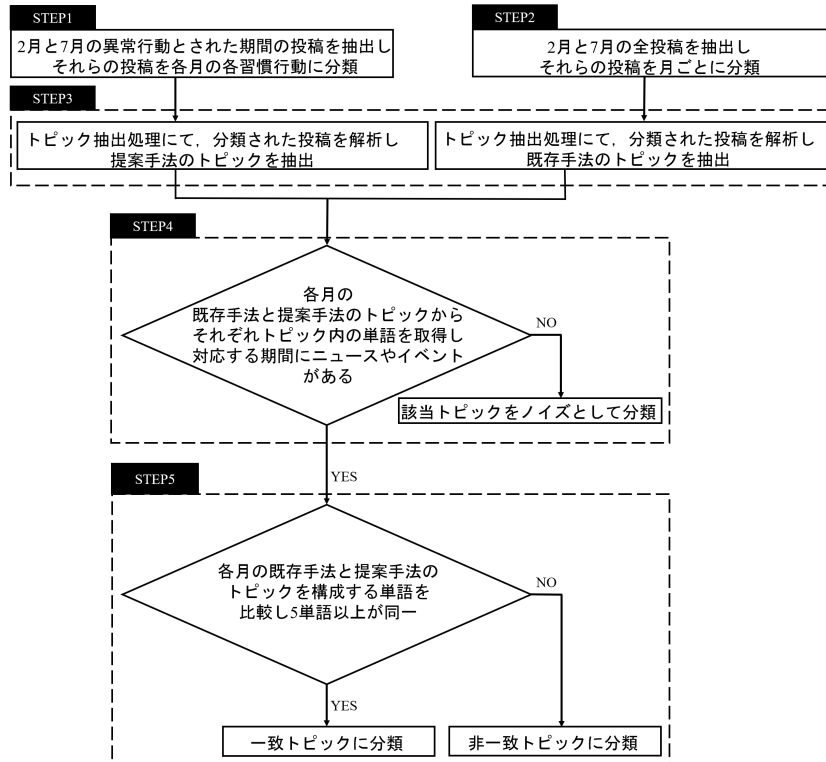 STEP1
2月と7月の異常行動とされた期間の投稿を抽出し
それらの投稿を各月の各習慣行動に分類
STEP2
2月と7月の全投稿を抽出し
それらの投稿を月ごとに分類
STEP3
トピック抽出処理にて，分類された投稿を解析し
提案手法のトピックを抽出
トピック抽出処理にて，分類された投稿を解析し
既存手法のトピックを抽出
STEP4
各月の
既存手法と提案手法のトピックから
それぞれトピック内の単語を取得し
対応する期間にニュースやイベント
がある
NO
該当トピックをノイズとして分類
YES
STEP5
各月の既存手法と提案手法の
トピックを構成する単語を
比較し5単語以上が同一
NO
YES
一致トピックに分類
非一致トピックに分類